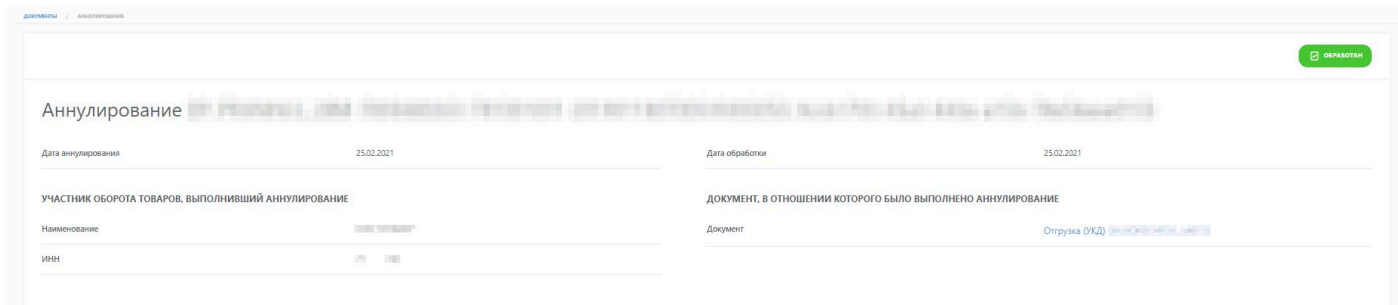 ДОКУМЕНТЫ / АННУЛИРОВАНИЕ
ОБРАБОТАН
Аннулирование
Дата аннулирования 25.02.2021 Дата обработки 25.02.2021
УЧАСТНИК ОБОРОТА ТОВАРОВ, ВЫПОЛНИВШИЙ АННУЛИРОВАНИЕ ДОКУМЕНТ, В ОТНОШЕНИИ КОТОРОГО БЫЛО ВЫПОЛНЕНО АННУЛИРОВАНИЕ
Наименование Документ Отгрузка (УКД)
ИНН